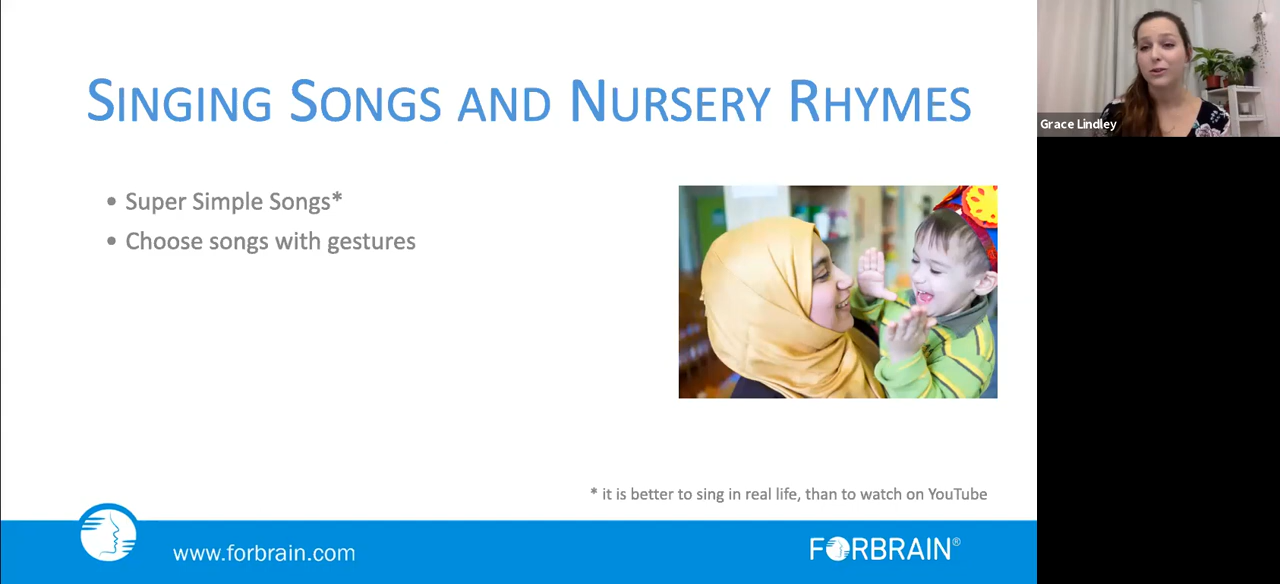 SINGING SONGS AND NURSERY RHYMES
Grace Lindley
• Super Simple Songs*
• Choose songs with gestures
* it is better to sing in real life, than to watch on YouTube
www.forbrain.com
FORBRAIN®